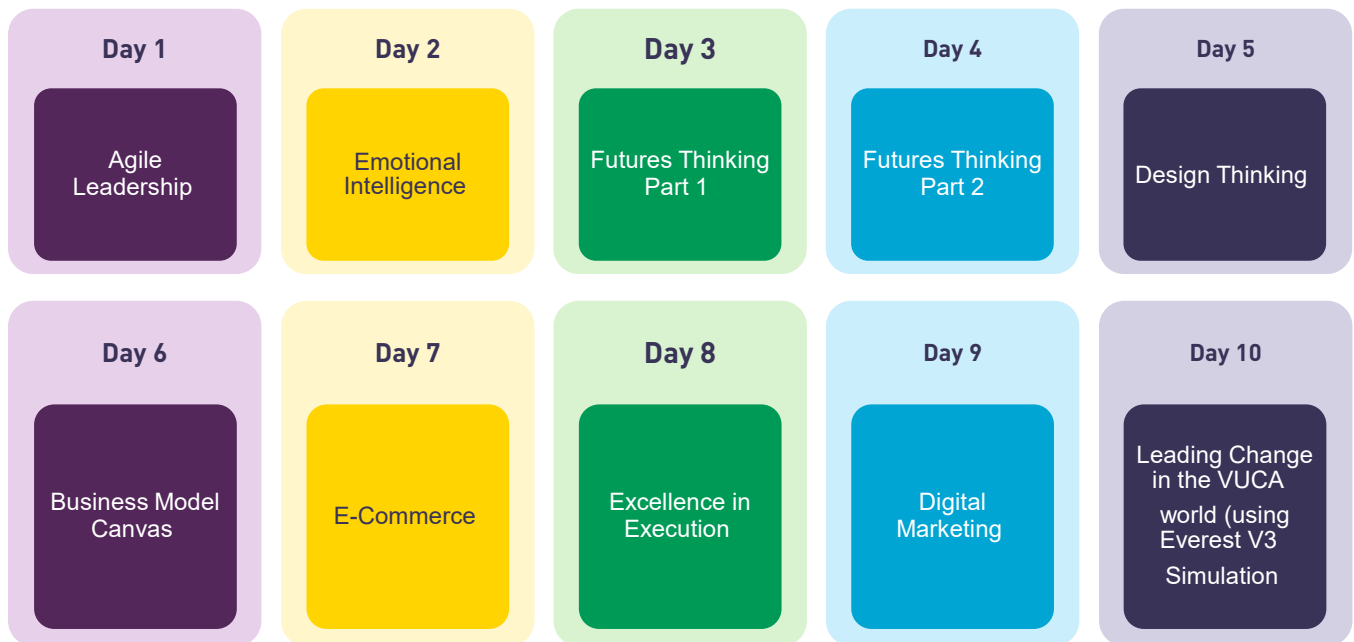 Day 1
Agile
Leadership
Day 2
Emotional
Intelligence
Day 3
Futures Thinking
Part 1
Day 4
Futures Thinking
Part 2
Day 5
Design Thinking
Day 6
Business Model
Canvas
Day 7
E-Commerce
Day 8
Excellence in
Execution
Day 9
Digital
Marketing
Day 10
Leading Change
in the VUCA
world (using
Everest V3
Simulation